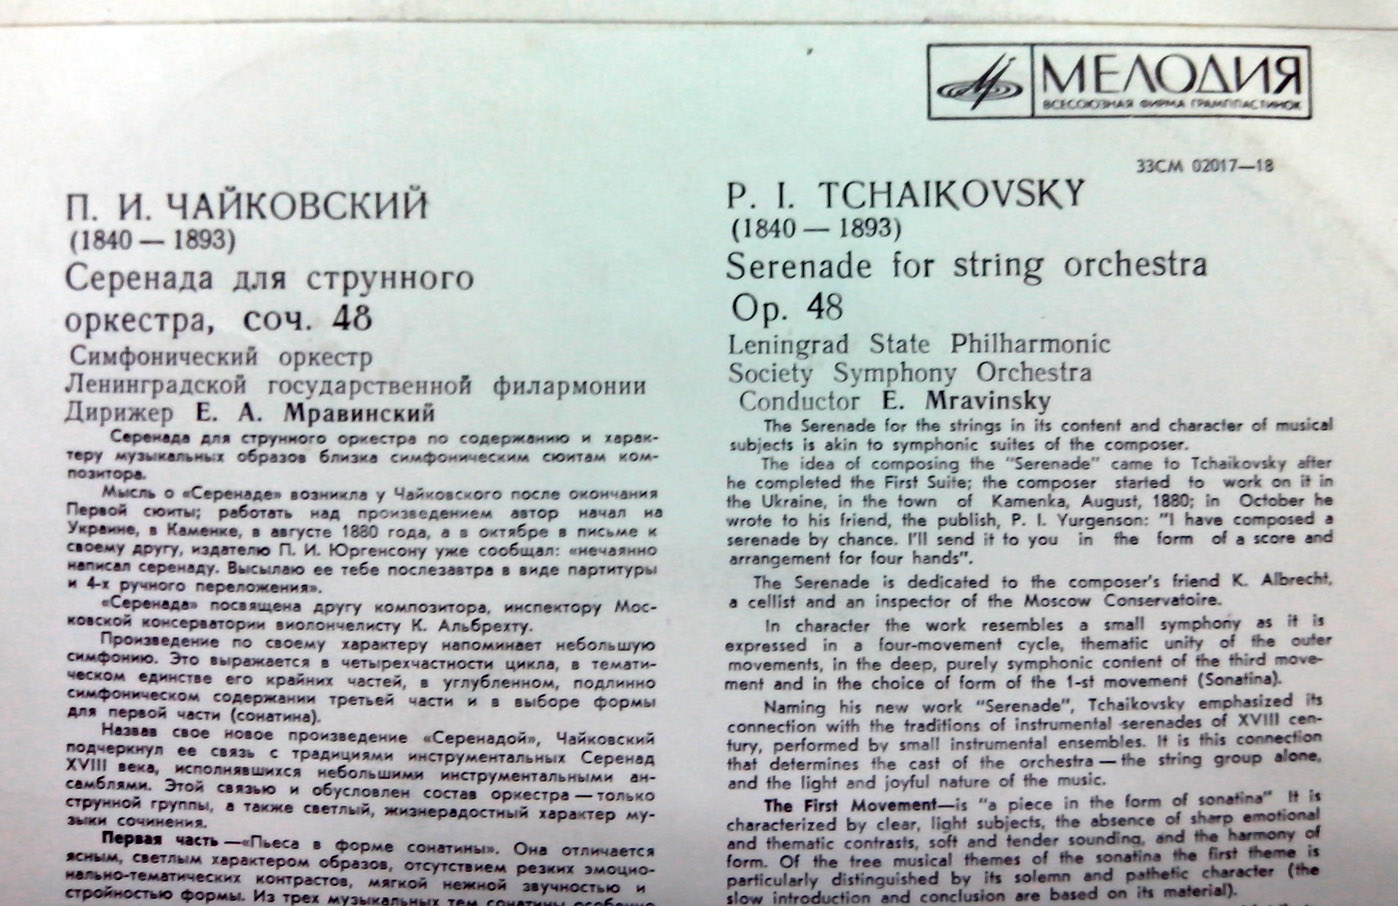 МЕЛОДИЯ
ВСЕСОЮЗНАЯ ФИРМА ГРАМПЛАСТИНОК
33СМ 02017—18
П. И. ЧАЙКОВСКИЙ
(1840 — 1893)
Серенада для струнного
оркестра, соч. 48
Симфонический оркестр
Ленинградской государственной филармонии
Дирижер Е. А. Мравинский
Серенада для струнного оркестра по содержанию и харак-
теру музыкальных образов близка симфоническим сюитам ком-
позитора.
Мысль о «Серенаде» возникла у Чайковского после окончания
Первой сюиты; работать над произведением автор начал на
Украине, в Каменке, в августе 1880 года, а в октябре в письме к
своему другу, издателю П. И. Юргенсону уже сообщал: «нечаянно
написал серенаду. Высылаю ее тебе послезавтра в виде партитуры
и 4-х ручного переложения».
«Серенада» посвящена другу композитора, инспектору Мос-
ковской консерватории виолончелисту К. Альбрехту.
Произведение по своему характеру напоминает небольшую
симфонию. Это выражается в четырехчастности цикла, в темати-
ческом единстве его крайних частей, в углубленном, подлинно
симфоническом содержании третьей части и в выборе формы
для первой части (сонатина).
Назвав свое новое произведение «Серенадой», Чайковский
подчеркнул ее связь с традициями инструментальных Серенад
XVIII века, исполнявшихся небольшими инструментальными ан-
самблями. Этой связью и обусловлен состав оркестра — только
струнной группы, а также светлый, жизнерадостный характер му-
зыки сочинения.
Первая часть —«Пьеса в форме сонатины». Она отличается
ясным, светлым характером образов, отсутствием резких эмоцио-
нально-тематических контрастов, мягкой нежной звучностью и
стройностью формы. Из трех музыкальных тем сонатины особенно
P. I. TCHAIKOVSKY
(1840 — 1893)
Serenade for string orchestra
Op. 48
Leningrad State Philharmonic
Society Symphony Orchestra
Conductor E. Mravinsky
The Serenade for the strings in its content and character of musical
subjects is akin to symphonic suites of the composer.
The idea of composing the "Serenade" came to Tchaikovsky after
he completed the First Suite; the composer started to work on it in
the Ukraine, in the town of Kamenka, August, 1880; in October he
wrote to his friend, the publish, P. I. Yurgenson: "I have composed a
serenade by chance. I'll send it to you in the form of a score and
arrangement for four hands".
The Serenade is dedicated to the composer's friend K. Albrecht,
a cellist and an inspector of the Moscow Conservatoire.
In character the work resembles a small symphony as it is
expressed in a four-movement cycle, thematic unity of the outer
movements, in the deep, purely symphonic content of the third move-
ment and in the choice of form of the 1-st movement (Sonatina).
Naming his new work "Serenade", Tchaikovsky emphasized its
connection with the traditions of instrumental serenades of XVIII cen-
tury, performed by small instrumental ensembles. It is this connection
that determines the cast of the orchestra — the string group alone,
and the light and joyful nature of the music.
The First Movement—is "a piece in the form of sonatina" It is
characterized by clear, light subjects, the absence of sharp emotional
and thematic contrasts, soft and tender sounding, and the harmony of
form. Of the tree musical themes of the sonatina the first theme is
particularly distinguished by its solemn and pathetic character (the
slow introduction and conclusion are based on its material).